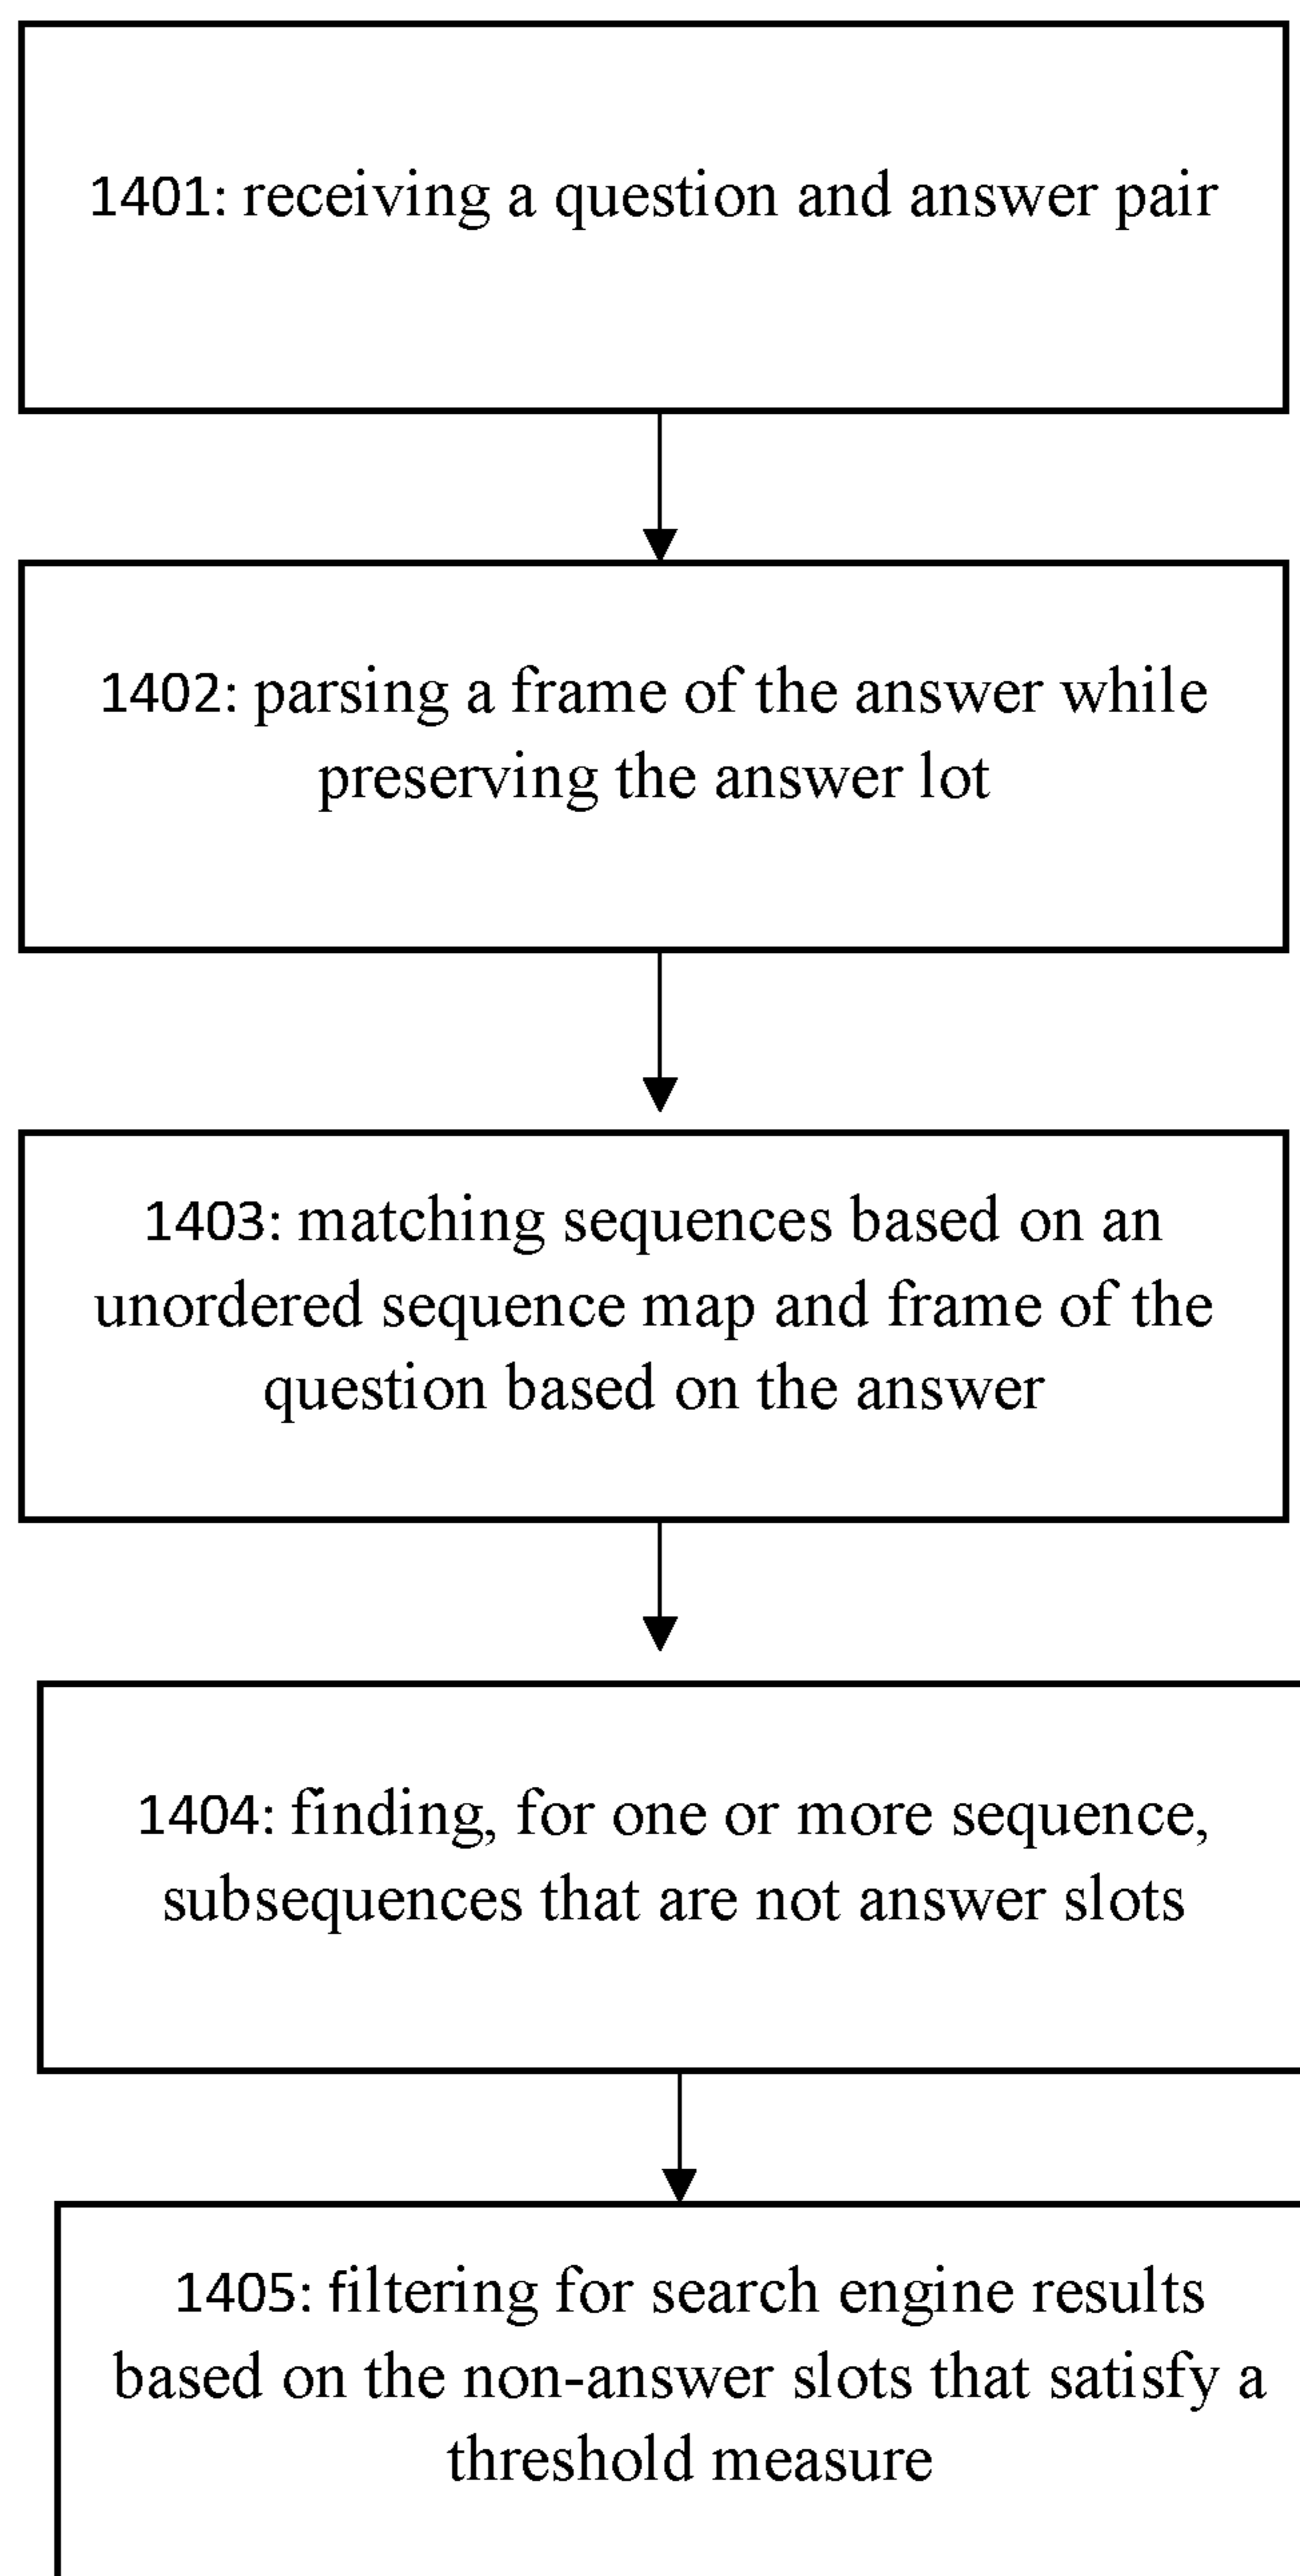 1401: receiving a question and answer pair
1402: parsing a frame of the answer while
preserving the answer lot
1403: matching sequences based on an
unordered sequence map and frame of the
question based on the answer
1404: finding, for one or more sequence,
subsequences that are not answer slots
1405: filtering for search engine results
based on the non-answer slots that satisfy a
threshold measure